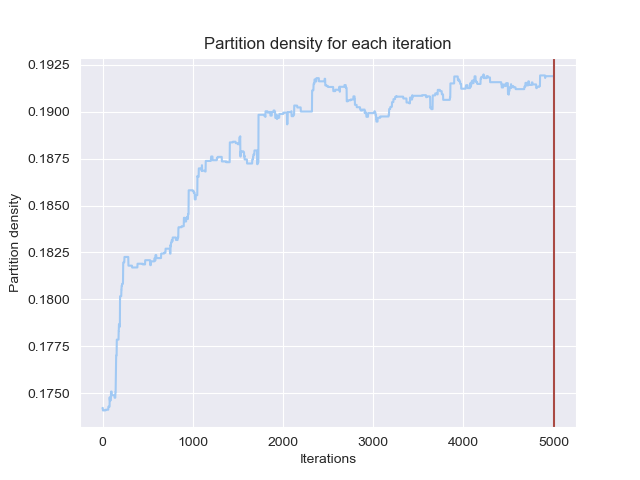 Partition density for each iteration
0.1925
0.1900
0.1875
0.1850
0.1825
0.1800
0.1775
0.1750
Partition density
0 1000 2000 3000 4000 5000
Iterations